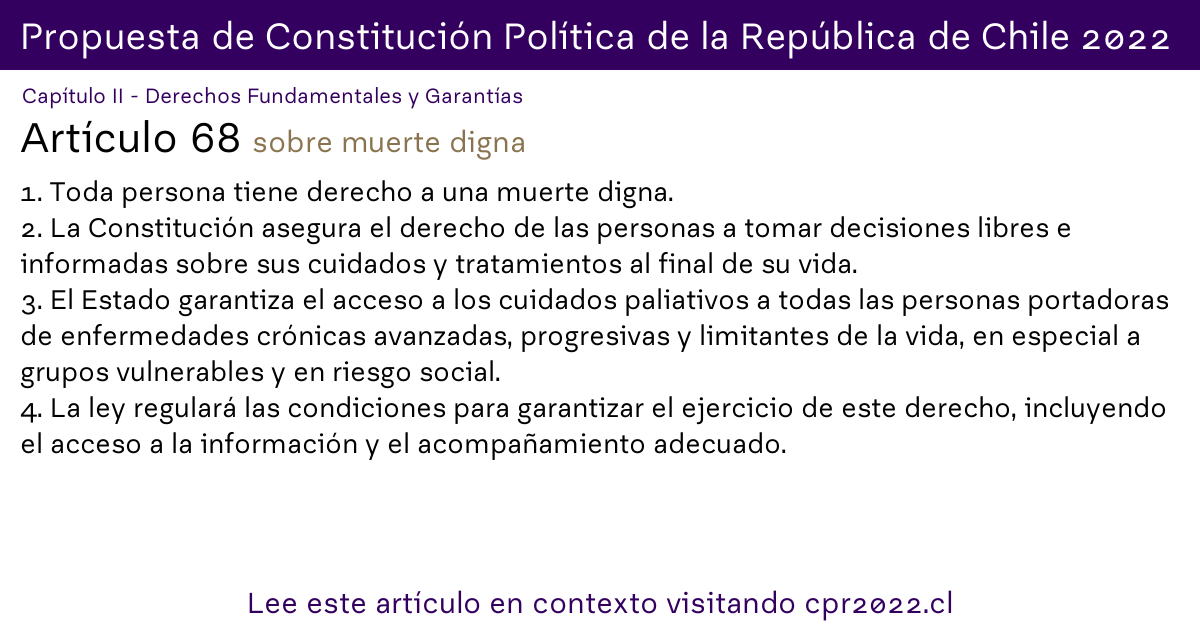 Propuesta de Constitución Política de la República de Chile 2022
Capítulo II - Derechos Fundamentales y Garantías
Artículo 68 sobre muerte digna
1. Toda persona tiene derecho a una muerte digna.
2. La Constitución asegura el derecho de las personas a tomar decisiones libres e
informadas sobre sus cuidados y tratamientos al final de su vida.
3. El Estado garantiza el acceso a los cuidados paliativos a todas las personas portadoras
de enfermedades crónicas avanzadas, progresivas y limitantes de la vida, en especial a
grupos vulnerables y en riesgo social.
4. La ley regulará las condiciones para garantizar el ejercicio de este derecho, incluyendo
el acceso a la información y el acompañamiento adecuado.
Lee este artículo en contexto visitando cpr2022.cl